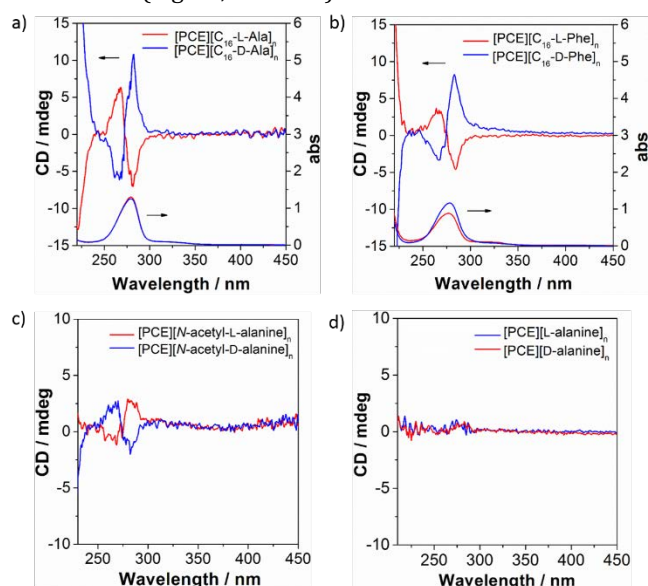 a)
[PCE][C16-L-Ala]n
[PCE][C16-D-Ala]n
CD / mdeg
15
10
5
0
-5
-10
-15
6
5
4
3
2
1
0
abs
250 300 350 400 450
Wavelength / nm
b)
[PCE][C16-L-Phe]n
[PCE][C16-D-Phe]n
CD / mdeg
15
10
5
0
-5
-10
-15
6
5
4
3
2
1
0
abs
250 300 350 400 450
Wavelength / nm
c)
[PCE][N-acetyl-L-alanine]n
[PCE][N-acetyl-D-alanine]n
CD / mdeg
10
5
0
-5
-10
250 300 350 400 450
Wavelength / nm
d)
[PCE][L-alanine]n
[PCE][D-alanine]n
CD / mdeg
10
5
0
-5
-10
250 300 350 400 450
Wavelength / nm